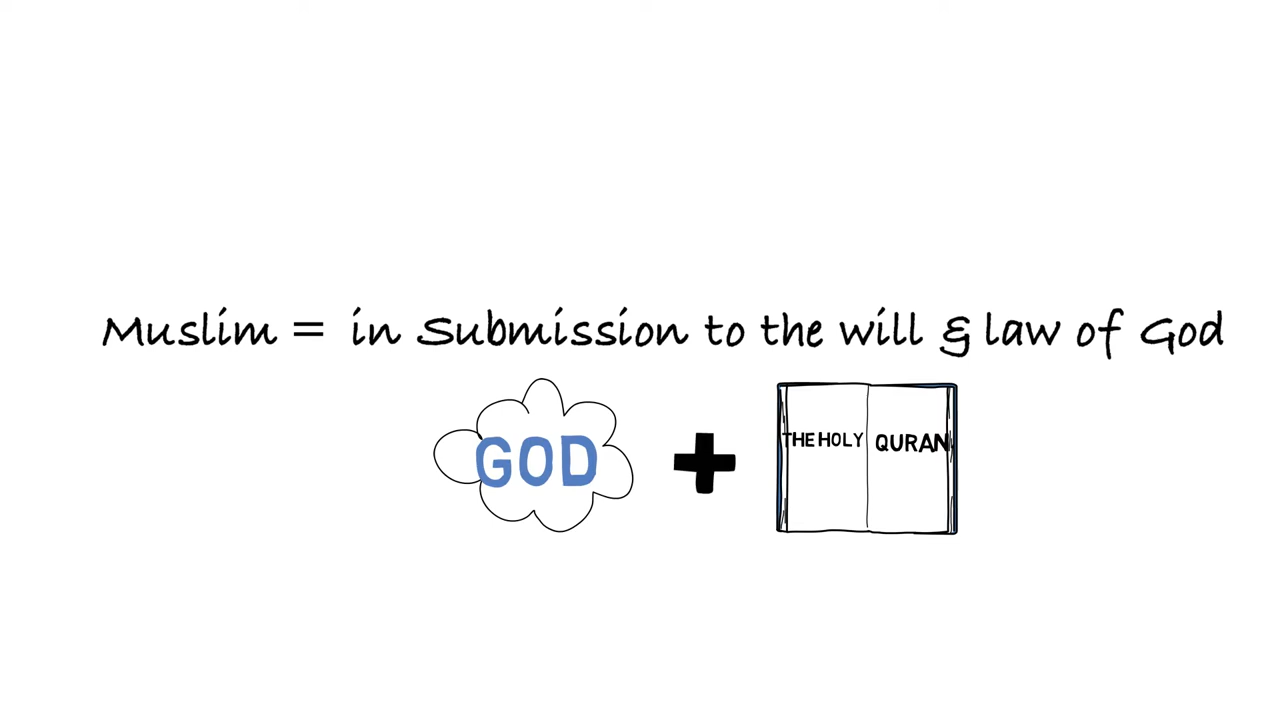 Muslim = in Submission to the will & law of God
GOD + THE HOLY QURAN